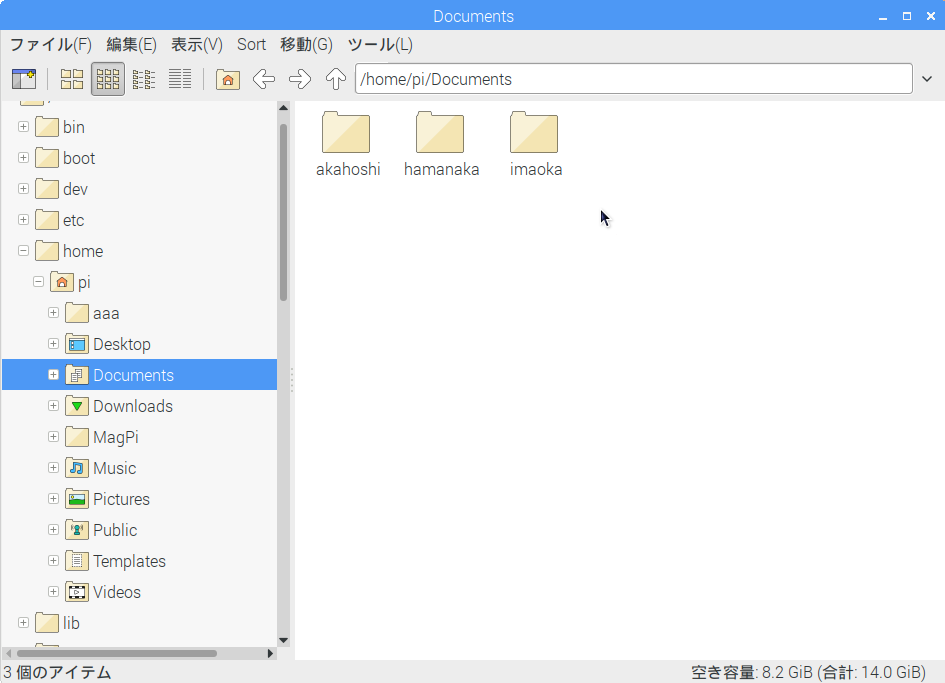 Documents
ファイル(F) 編集(E) 表示(V) Sort 移動(G) ツール(L)
/home/pi/Documents
bin
boot
dev
etc
home
pi
aaa
Desktop
Documents
Downloads
MagPi
Music
Pictures
Public
Templates
Videos
lib
akahoshi hamanaka imaoka
3 個のアイテム
空き容量: 8.2 GiB (合計: 14.0 GiB)